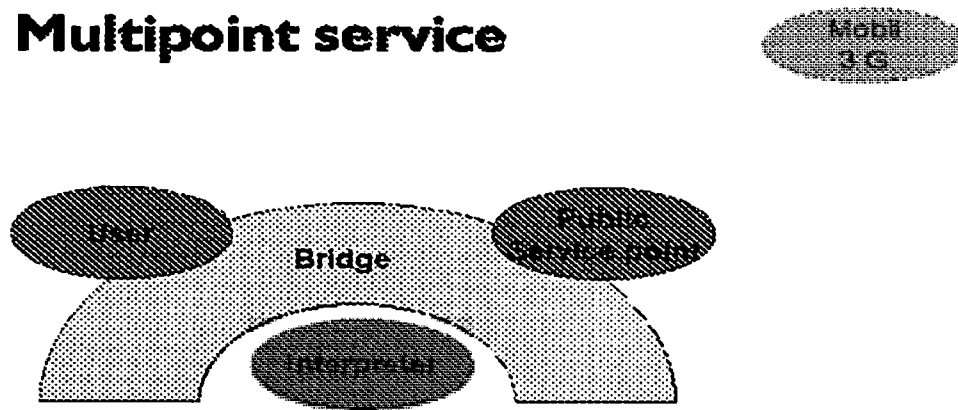 Multipoint service
Mobil
3 G
User
Public
Service point
Bridge
Interpreter